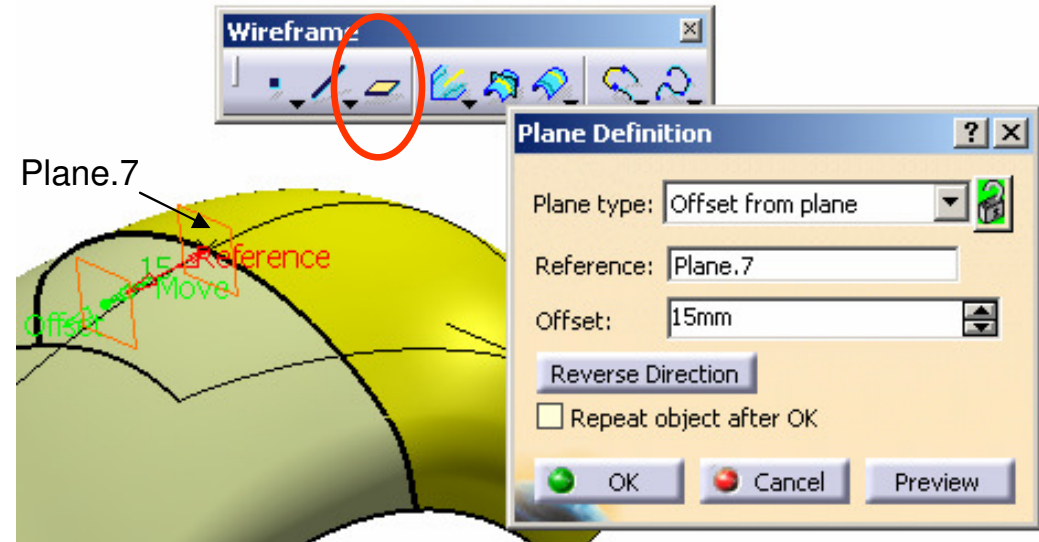 Wireframe
Plane Definition
Plane.7
Plane type: Offset from plane
Reference: Plane.7
Offset: 15mm
Reverse Direction
Repeat object after OK
OK Cancel Preview
15 Reference
Move
Offset